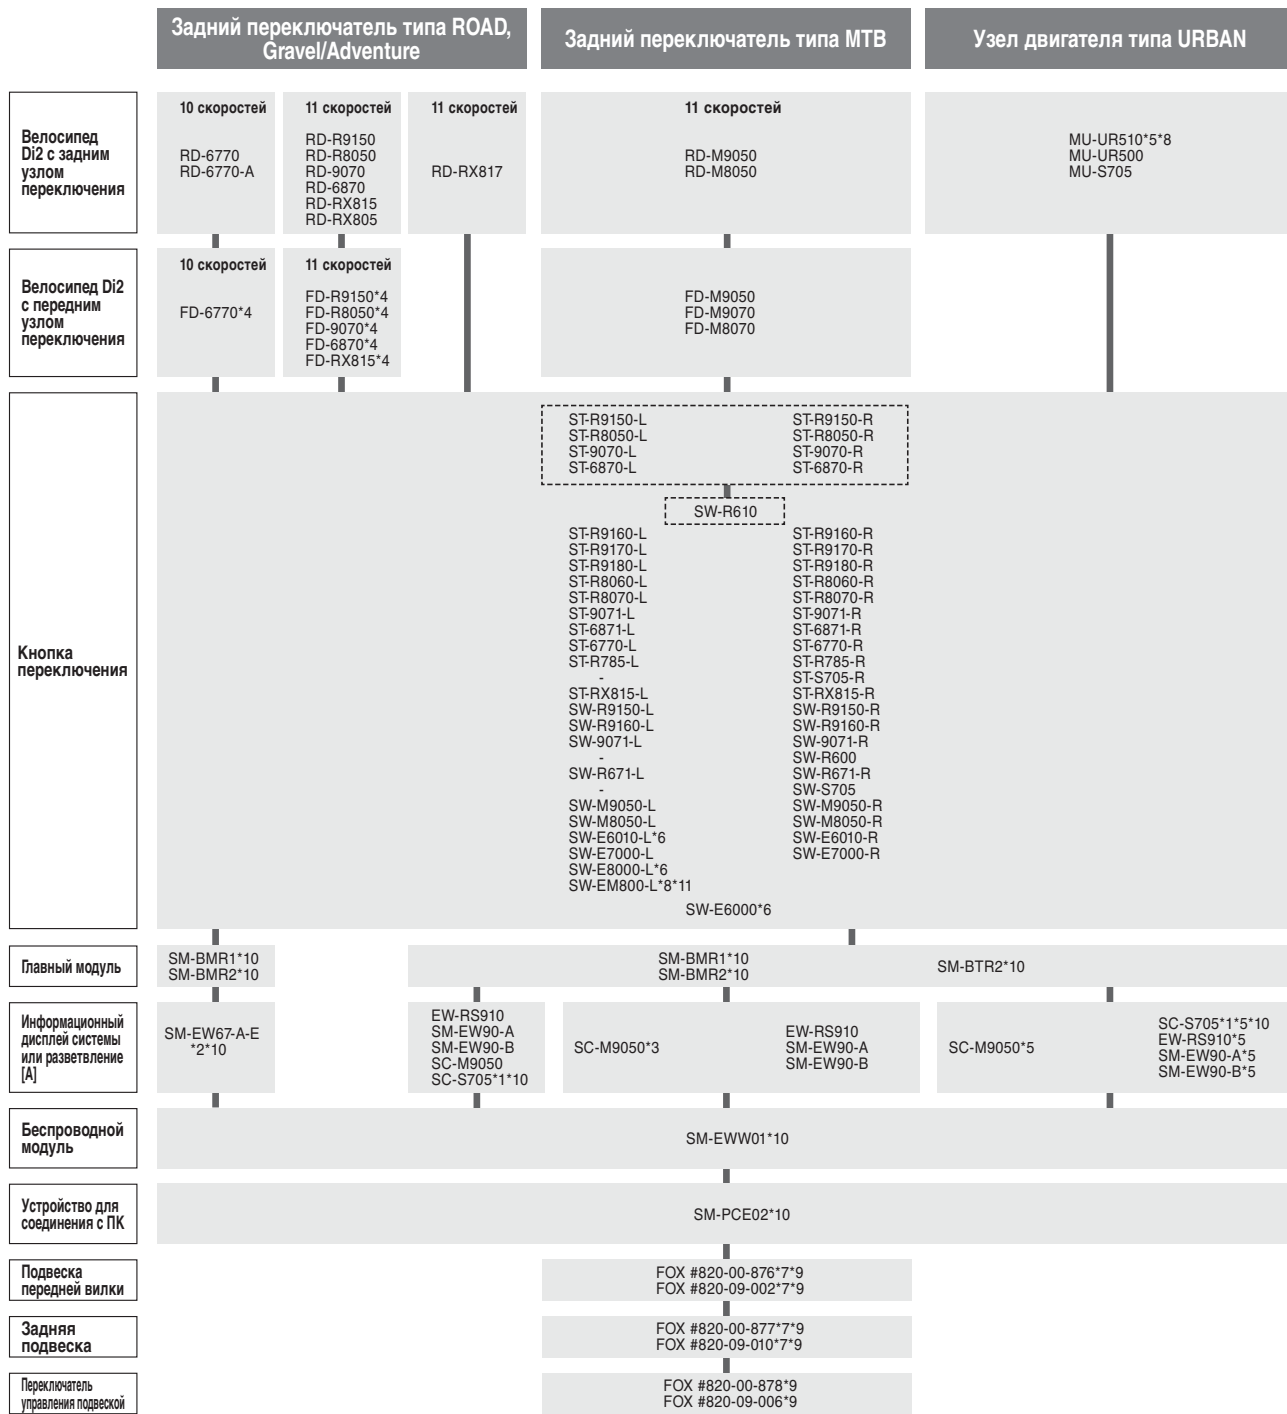 Задний переключатель типа ROAD,
Gravel/Adventure
Задний переключатель типа MTB
Узел двигателя типа URBAN
Велосипед
Di2 с задним
узлом
переключения
10 скоростей
RD-6770
RD-6770-A
11 скоростей
RD-R9150
RD-R8050
RD-9070
RD-6870
RD-RX815
RD-RX805
11 скоростей
RD-RX817
11 скоростей
RD-M9050
RD-M8050
MU-UR510*5*8
MU-UR500
MU-S705
Велосипед Di2
с передним
узлом
переключения
10 скоростей
FD-6770*4
11 скоростей
FD-R9150*4
FD-R8050*4
FD-9070*4
FD-6870*4
FD-RX815*4
FD-M9050
FD-M9070
FD-M8070
Кнопка
переключения
ST-R9150-L ST-R9150-R
ST-R8050-L ST-R8050-R
ST-9070-L ST-9070-R
ST-6870-L ST-6870-R
SW-R610
ST-R9160-L ST-R9160-R
ST-R9170-L ST-R9170-R
ST-R9180-L ST-R9180-R
ST-R8060-L ST-R8060-R
ST-R8070-L ST-R8070-R
ST-9071-L ST-9071-R
ST-6871-L ST-6871-R
ST-6770-L ST-6770-R
ST-R785-L ST-R785-R
- ST-S705-R
ST-RX815-L ST-RX815-R
SW-R9150-L SW-R9150-R
SW-R9160-L SW-R9160-R
SW-9071-L SW-9071-R
- SW-R600
SW-R671-L SW-R671-R
- SW-S705
SW-M9050-L SW-M9050-R
SW-M8050-L SW-M8050-R
SW-E6010-L*6 SW-E6010-R
SW-E7000-L SW-E7000-R
SW-E8000-L*6
SW-EM800-L*8*11
SW-E6000*6
Главный модуль
SM-BMR1*10
SM-BMR2*10
SM-BMR1*10
SM-BMR2*10
SM-BTR2*10
Информационный
дисплей системы
или разветвление
[A]
SM-EW67-A-E
*2*10
EW-RS910
SM-EW90-A
SM-EW90-B
SC-M9050
SC-S705*1*10
SC-M9050*3
EW-RS910
SM-EW90-A
SM-EW90-B
SC-M9050*5
SC-S705*1*5*10
EW-RS910*5
SM-EW90-A*5
SM-EW90-B*5
Беспроводной
модуль
SM-EWW01*10
Устройство для
соединения с ПК
SM-PCE02*10
Подвеска
передней вилки
FOX #820-00-876*7*9
FOX #820-09-002*7*9
Задняя
подвеска
FOX #820-00-877*7*9
FOX #820-09-010*7*9
Переключатель
управления подвеской
FOX #820-00-878*9
FOX #820-09-006*9